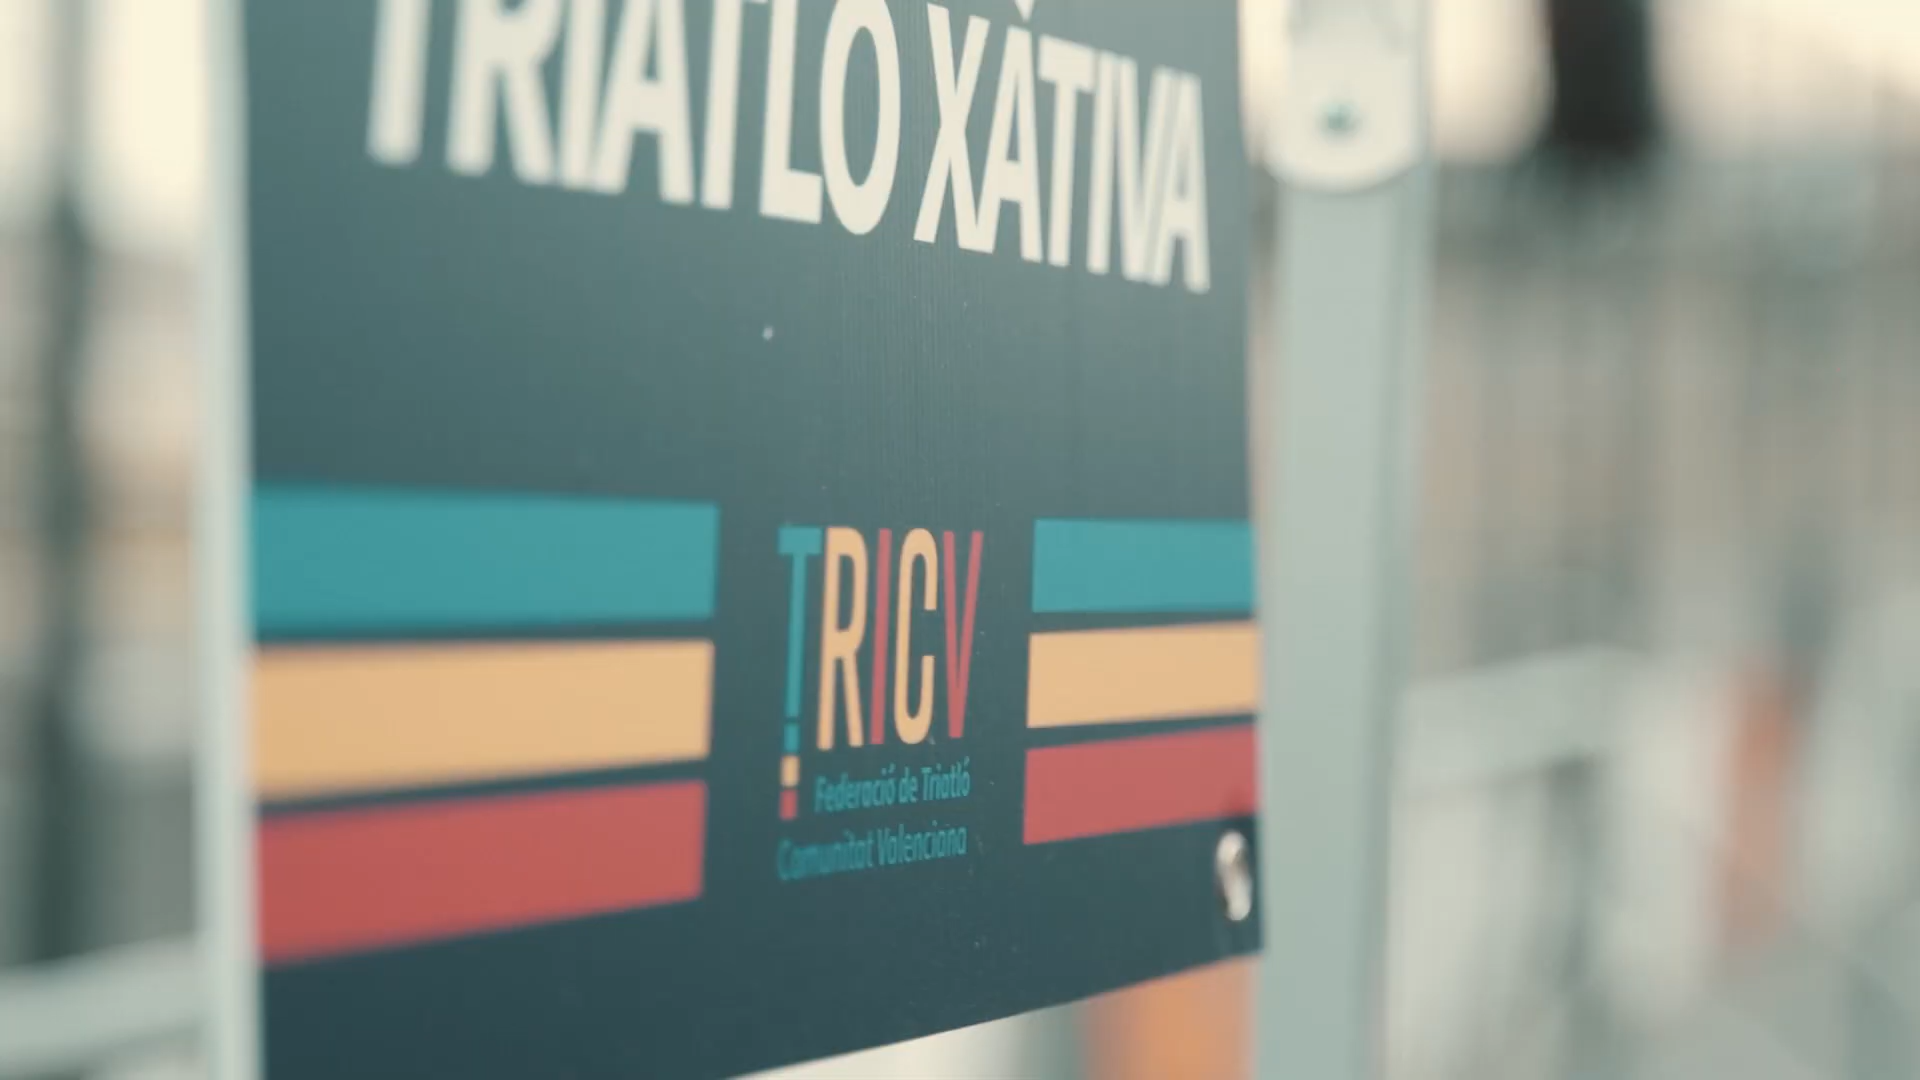 TRIATLÓ XÀTIVA
TRICV
Federació de Triatló
Comunitat Valenciana